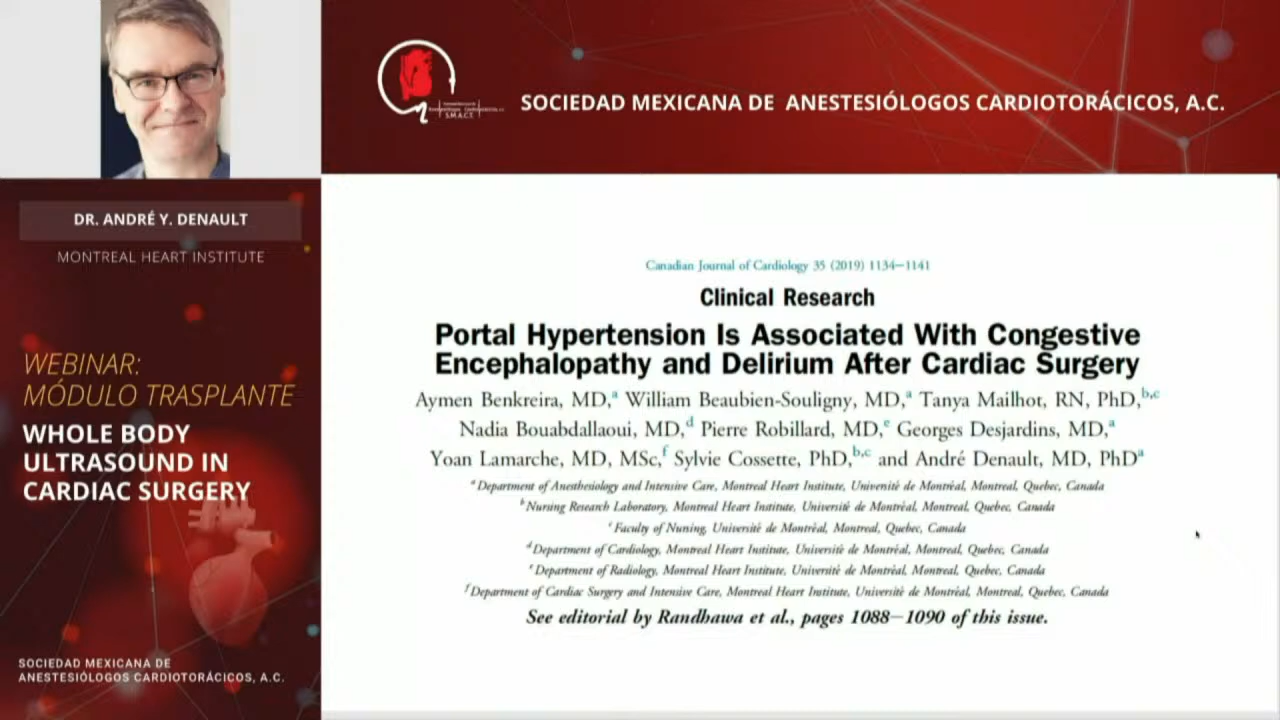 DR. ANDRÉ Y. DENAULT
MONTREAL HEART INSTITUTE
WEBINAR:
MÓDULO TRASPLANTE
WHOLE BODY
ULTRASOUND IN
CARDIAC SURGERY
SOCIEDAD MEXICANA DE
ANESTESIÓLOGOS CARDIOTORÁCICOS, A.C.
S.M.A.C.T.
SOCIEDAD MEXICANA DE ANESTESIÓLOGOS CARDIOTORÁCICOS, A.C.
Canadian Journal of Cardiology 35 (2019) 1134–1141
Clinical Research
Portal Hypertension Is Associated With Congestive
Encephalopathy and Delirium After Cardiac Surgery
Aymen Benkreira, MD,a William Beaubien-Souligny, MD,a Tanya Mailhot, RN, PhD,b,c
Nadia Bouabdallaoui, MD,d Pierre Robillard, MD,e Georges Desjardins, MD,a
Yoan Lamarche, MD, MSc,f Sylvie Cossette, PhD,b,c and André Denault, MD, PhDa
a Department of Anesthesiology and Intensive Care, Montreal Heart Institute, Université de Montréal, Montreal, Quebec, Canada
b Nursing Research Laboratory, Montreal Heart Institute, Université de Montréal, Montreal, Quebec, Canada
c Faculty of Nursing, Université de Montréal, Montreal, Quebec, Canada
d Department of Cardiology, Montreal Heart Institute, Université de Montréal, Montreal, Quebec, Canada
e Department of Radiology, Montreal Heart Institute, Université de Montréal, Montreal, Quebec, Canada
f Department of Cardiac Surgery and Intensive Care, Montreal Heart Institute, Université de Montréal, Montreal, Quebec, Canada
See editorial by Randhawa et al., pages 1088–1090 of this issue.